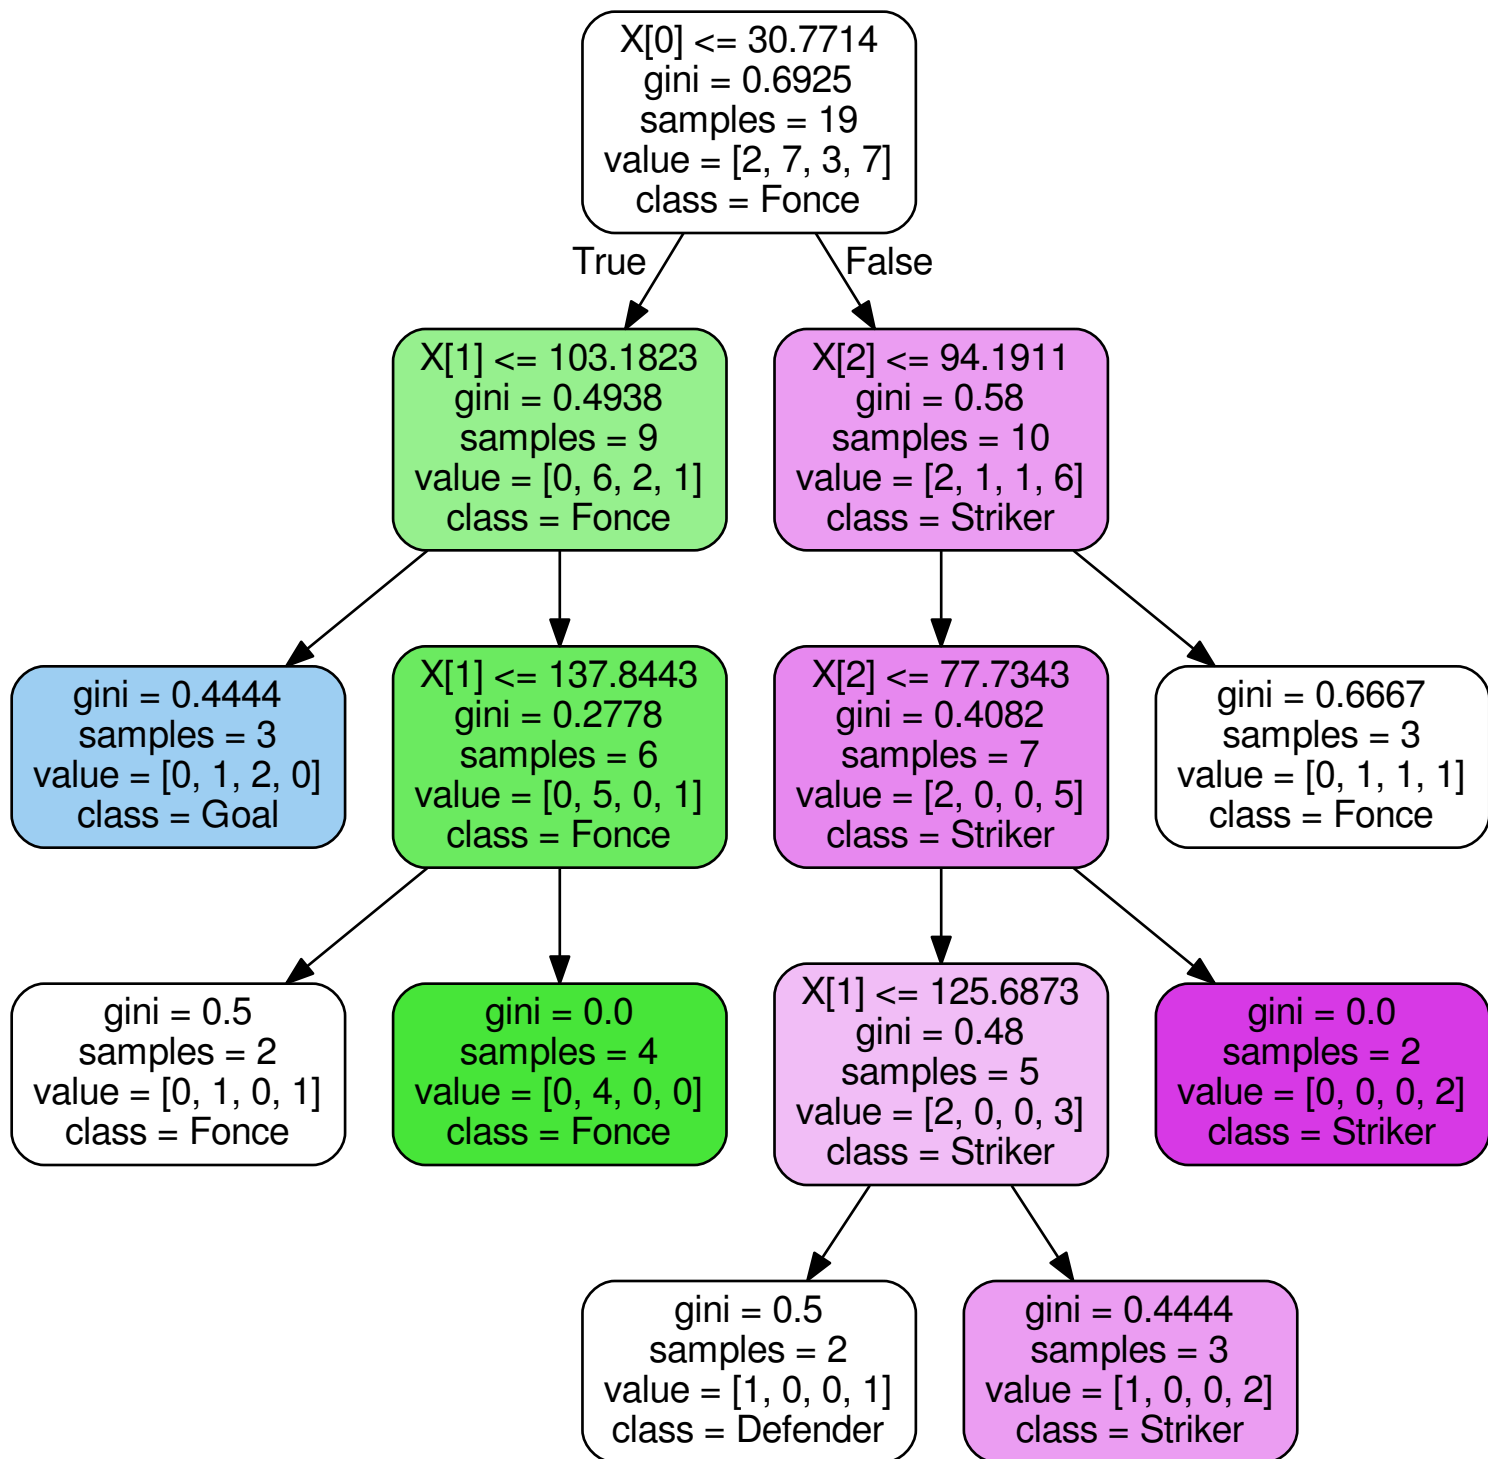 X[0] <= 30.7714
gini = 0.6925
samples = 19
value = [2, 7, 3, 7]
class = Fonce
True
False
X[1] <= 103.1823
gini = 0.4938
samples = 9
value = [0, 6, 2, 1]
class = Fonce
X[2] <= 94.1911
gini = 0.58
samples = 10
value = [2, 1, 1, 6]
class = Striker
gini = 0.4444
samples = 3
value = [0, 1, 2, 0]
class = Goal
X[1] <= 137.8443
gini = 0.2778
samples = 6
value = [0, 5, 0, 1]
class = Fonce
X[2] <= 77.7343
gini = 0.4082
samples = 7
value = [2, 0, 0, 5]
class = Striker
gini = 0.6667
samples = 3
value = [0, 1, 1, 1]
class = Fonce
gini = 0.5
samples = 2
value = [0, 1, 0, 1]
class = Fonce
gini = 0.0
samples = 4
value = [0, 4, 0, 0]
class = Fonce
X[1] <= 125.6873
gini = 0.48
samples = 5
value = [2, 0, 0, 3]
class = Striker
gini = 0.0
samples = 2
value = [0, 0, 0, 2]
class = Striker
gini = 0.5
samples = 2
value = [1, 0, 0, 1]
class = Defender
gini = 0.4444
samples = 3
value = [1, 0, 0, 2]
class = Striker